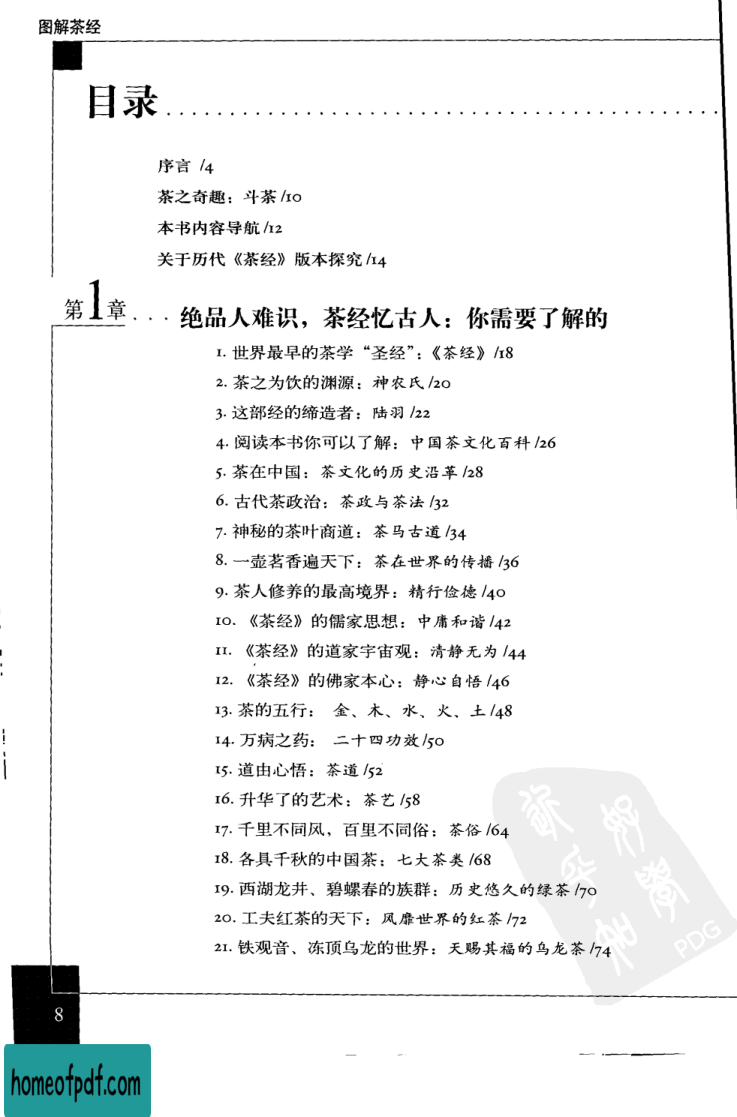 图解茶经
目录
序言 /4
茶之奇趣：斗茶 /10
本书内容导航 /12
关于历代《茶经》版本探究 /14
第1章... 绝品人难识，茶经忆古人：你需要了解的
1. 世界最早的茶学“圣经”：《茶经》 /18
2. 茶之为饮的渊源：神农氏 /20
3. 这部经的缔造者：陆羽 /22
4. 阅读本书你可以了解：中国茶文化百科 /26
5. 茶在中国：茶文化的历史沿革 /28
6. 古代茶政治：茶政与茶法 /32
7. 神秘的茶叶商道：茶马古道 /34
8. 一壶茗香遍天下：茶在世界的传播 /36
9. 茶人修养的最高境界：精行俭德 /40
10. 《茶经》的儒家思想：中庸和谐 /42
11. 《茶经》的道家宇宙观：清静无为 /44
12. 《茶经》的佛家本心：静心自悟 /46
13. 茶的五行： 金、木、水、火、土 /48
14. 万病之药： 二十四功效 /50
15. 道由心悟：茶道 /52
16. 升华了的艺术：茶艺 /58
17. 千里不同风，百里不同俗：茶俗 /64
18. 各具千秋的中国茶：七大茶类 /68
19. 西湖龙井、碧螺春的族群：历史悠久的绿茶 /70
20. 工夫红茶的天下：风靡世界的红茶 /72
21. 铁观音、冻顶乌龙的世界：天赐其福的乌龙茶 /74
PDG
8
homeofpdf.com